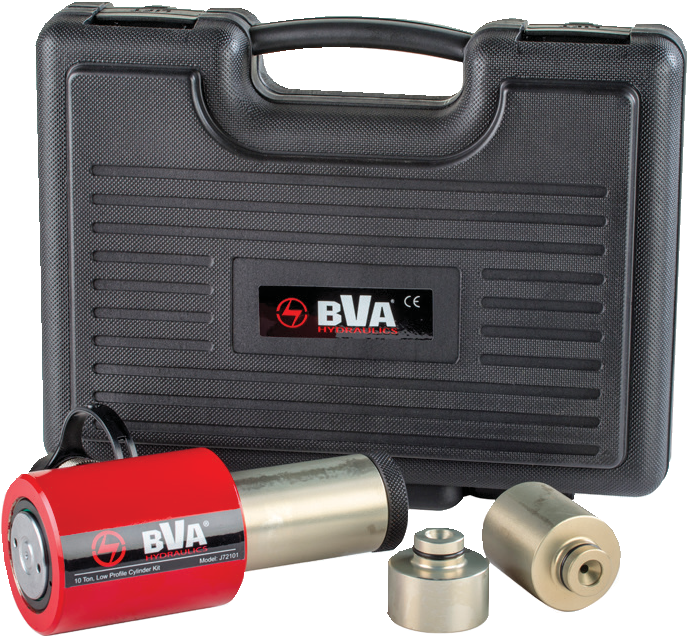 BVA CE
HYDRAULICS
BVA®
HYDRAULICS
Model: J72101
10 Ton, Low Profile Cylinder Kit